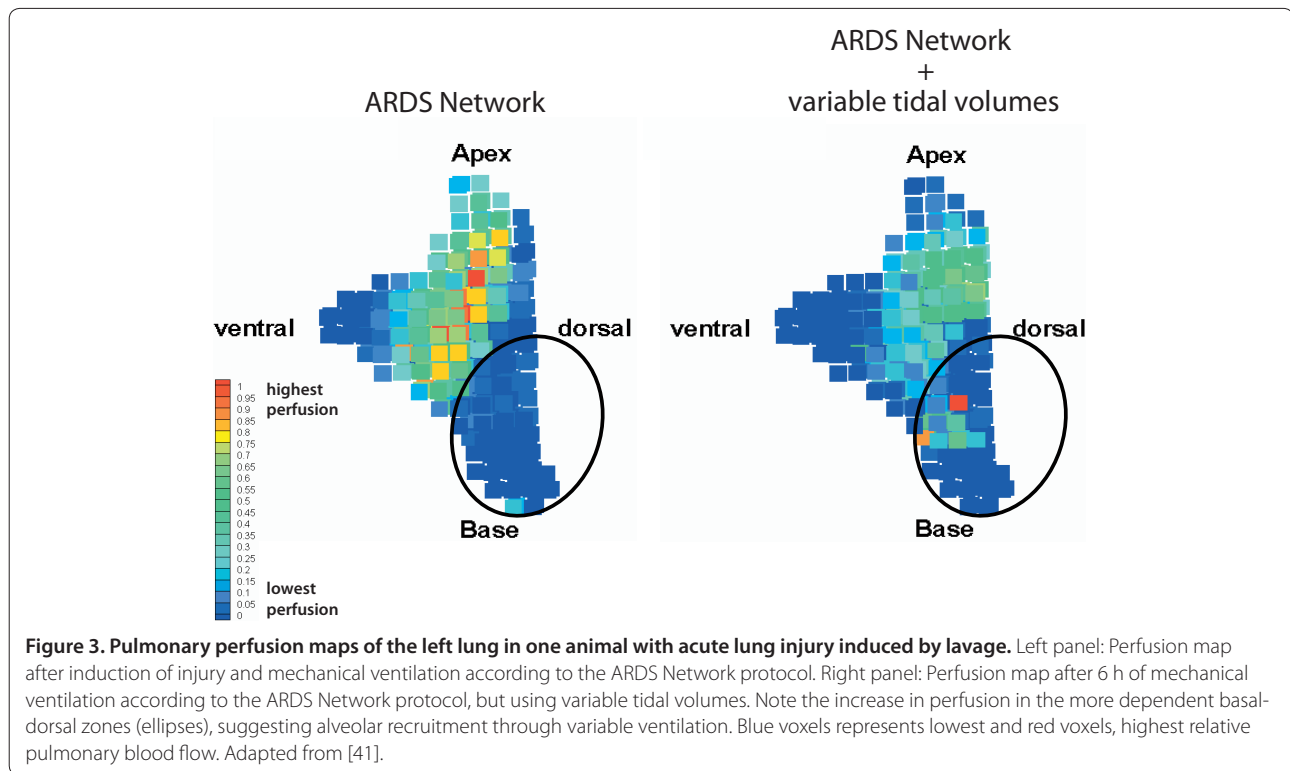 ARDS Network
ARDS Network
+
variable tidal volumes
Apex
ventral
dorsal
Base
1
0.95
0.9
0.85
0.8
0.75
0.7
0.65
0.6
0.55
0.5
0.45
0.4
0.35
0.3
0.25
0.2
0.15
0.1
0.05
0
highest
perfusion
lowest
perfusion
Apex
ventral
dorsal
Base
Figure 3. Pulmonary perfusion maps of the left lung in one animal with acute lung injury induced by lavage. Left panel: Perfusion map
after induction of injury and mechanical ventilation according to the ARDS Network protocol. Right panel: Perfusion map after 6 h of mechanical
ventilation according to the ARDS Network protocol, but using variable tidal volumes. Note the increase in perfusion in the more dependent basal-
dorsal zones (ellipses), suggesting alveolar recruitment through variable ventilation. Blue voxels represents lowest and red voxels, highest relative
pulmonary blood flow. Adapted from [41].